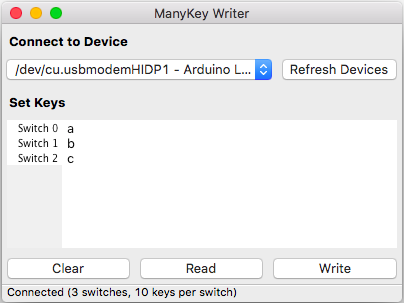 ManyKey Writer
Connect to Device
/dev/cu.usbmodemHIDP1 - Arduino L... Refresh Devices
Set Keys
Switch 0 a
Switch 1 b
Switch 2 c
Clear Read Write
Connected (3 switches, 10 keys per switch)